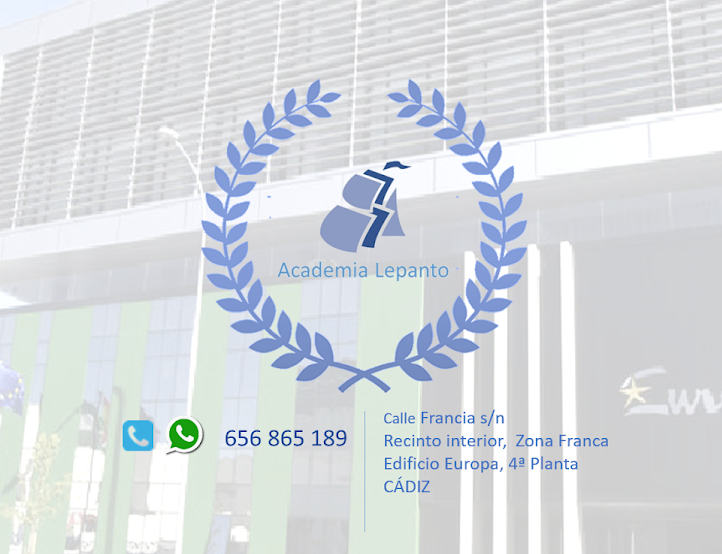 Academia Lepanto
656 865 189
Calle Francia s/n
Recinto interior, Zona Franca
Edificio Europa, 4ª Planta
CÁDIZ